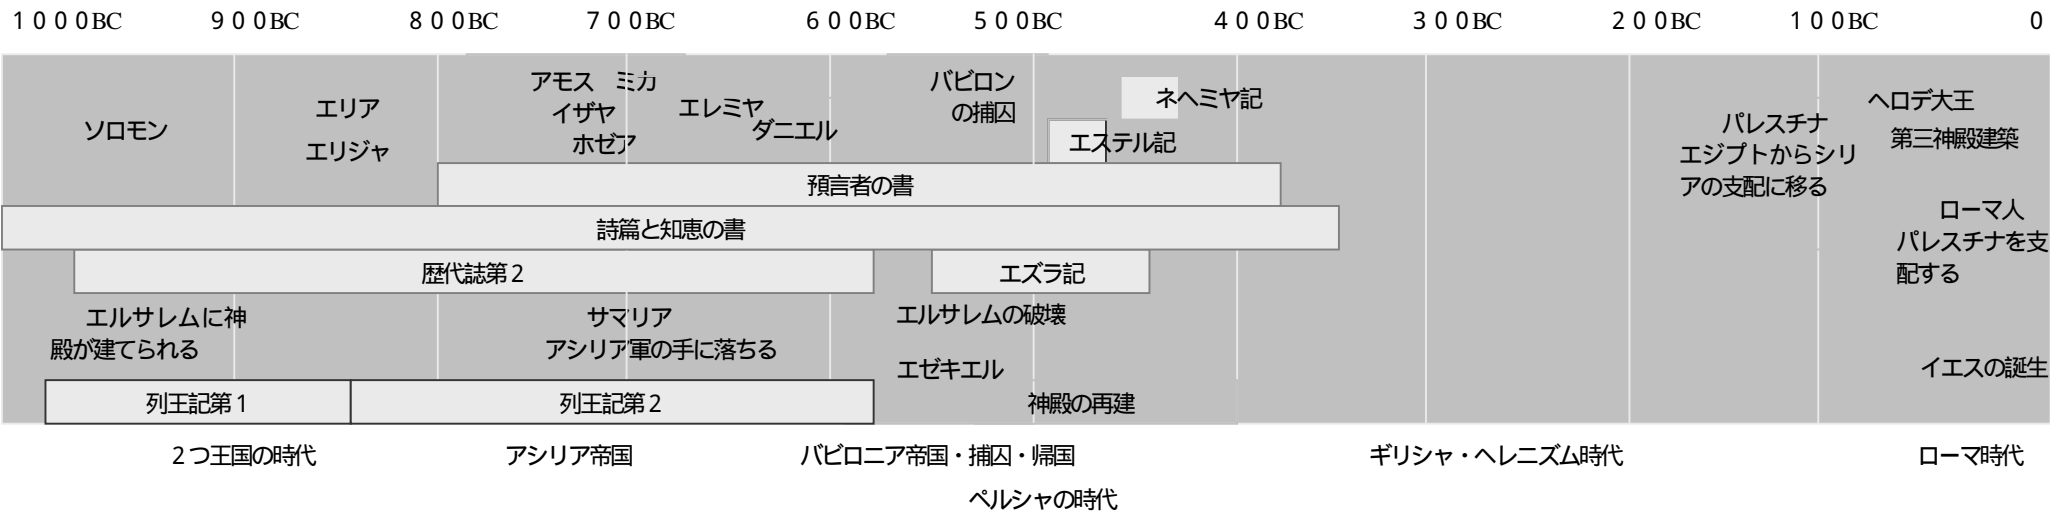 １０００BC ９００BC ８００BC ７００BC ６００BC ５００BC ４００BC ３００BC ２００BC １００BC 0
ソロモン
エリア
エリジャ
アモス　ミカ
イザヤ
ホゼア
エレミヤ
ダニエル
バビロン
の捕囚
ネヘミヤ記
エステル記
パレスチナ
エジプトからシリ
アの支配に移る
ヘロデ大王
第三神殿建築
ローマ人
パレスチナを支
配する
預言者の書
詩篇と知恵の書
歴代誌第２
エズラ記
エルサレムに神
殿が建てられる
サマリア
アシリア軍の手に落ちる
エルサレムの破壊
エゼキエル
イエスの誕生
列王記第１
列王記第２
神殿の再建
２つ王国の時代
アシリア帝国
バビロニア帝国・捕囚・帰国
ペルシャの時代
ギリシャ・ヘレニズム時代
ローマ時代